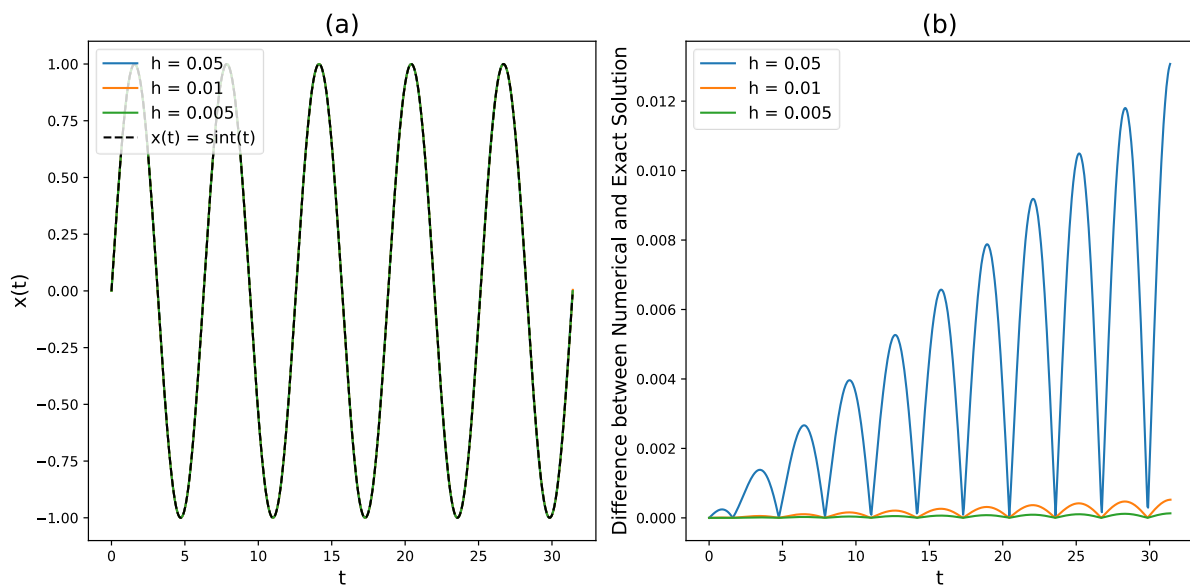 (a)
h = 0.05
h = 0.01
h = 0.005
x(t) = sint(t)
1.00
0.75
0.50
0.25
0.00
−0.25
−0.50
−0.75
−1.00
x(t)
0 5 10 15 20 25 30
t
(b)
h = 0.05
h = 0.01
h = 0.005
0.012
0.010
0.008
0.006
0.004
0.002
0.000
Difference between Numerical and Exact Solution
0 5 10 15 20 25 30
t